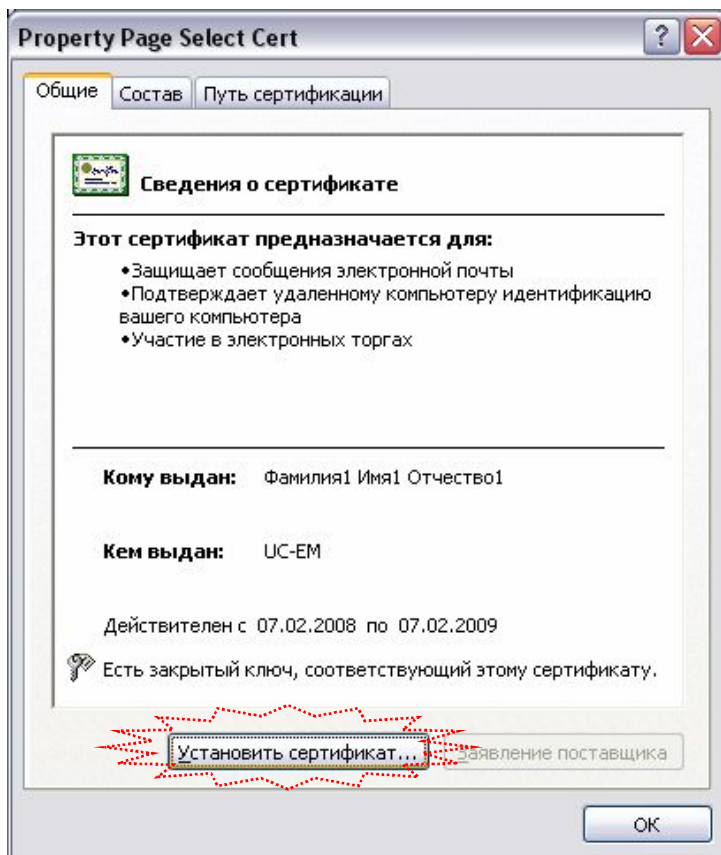 Property Page Select Cert
Общие Состав Путь сертификации
Сведения о сертификате
Этот сертификат предназначается для:
•Защищает сообщения электронной почты
•Подтверждает удаленному компьютеру идентификацию
вашего компьютера
•Участие в электронных торгах
Кому выдан: Фамилия1 Имя1 Отчество1
Кем выдан: UC-EM
Действителен с 07.02.2008 по 07.02.2009
Есть закрытый ключ, соответствующий этому сертификату.
Установить сертификат... Заявление поставщика
OK